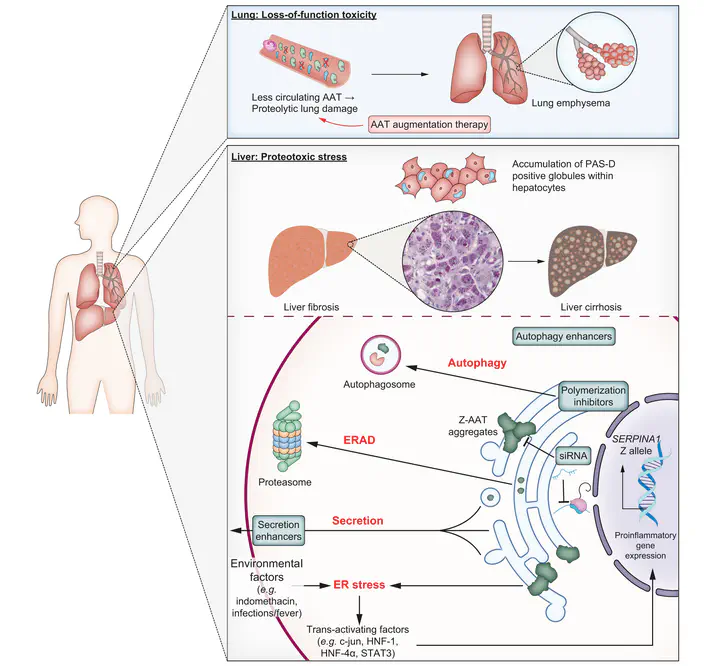 Lung: Loss-of-function toxicity
Less circulating AAT →
Proteolytic lung damage
Lung emphysema
AAT augmentation therapy
Liver: Proteotoxic stress
Accumulation of PAS-D
positive globules within
hepatocytes
Liver fibrosis
Liver cirrhosis
Autophagy enhancers
Autophagy
Autophagosome
Polymerization
inhibitors
Z-AAT
aggregates
SERPINA1
Z allele
ERAD
siRNA
Proteasome
Secretion
enhancers
Secretion
Proinflammatory
gene
expression
Environmental
factors
(e.g.
indomethacin,
infections/fever)
ER stress
Trans-activating factors
(e.g. c-jun, HNF-1,
HNF-4α, STAT3)